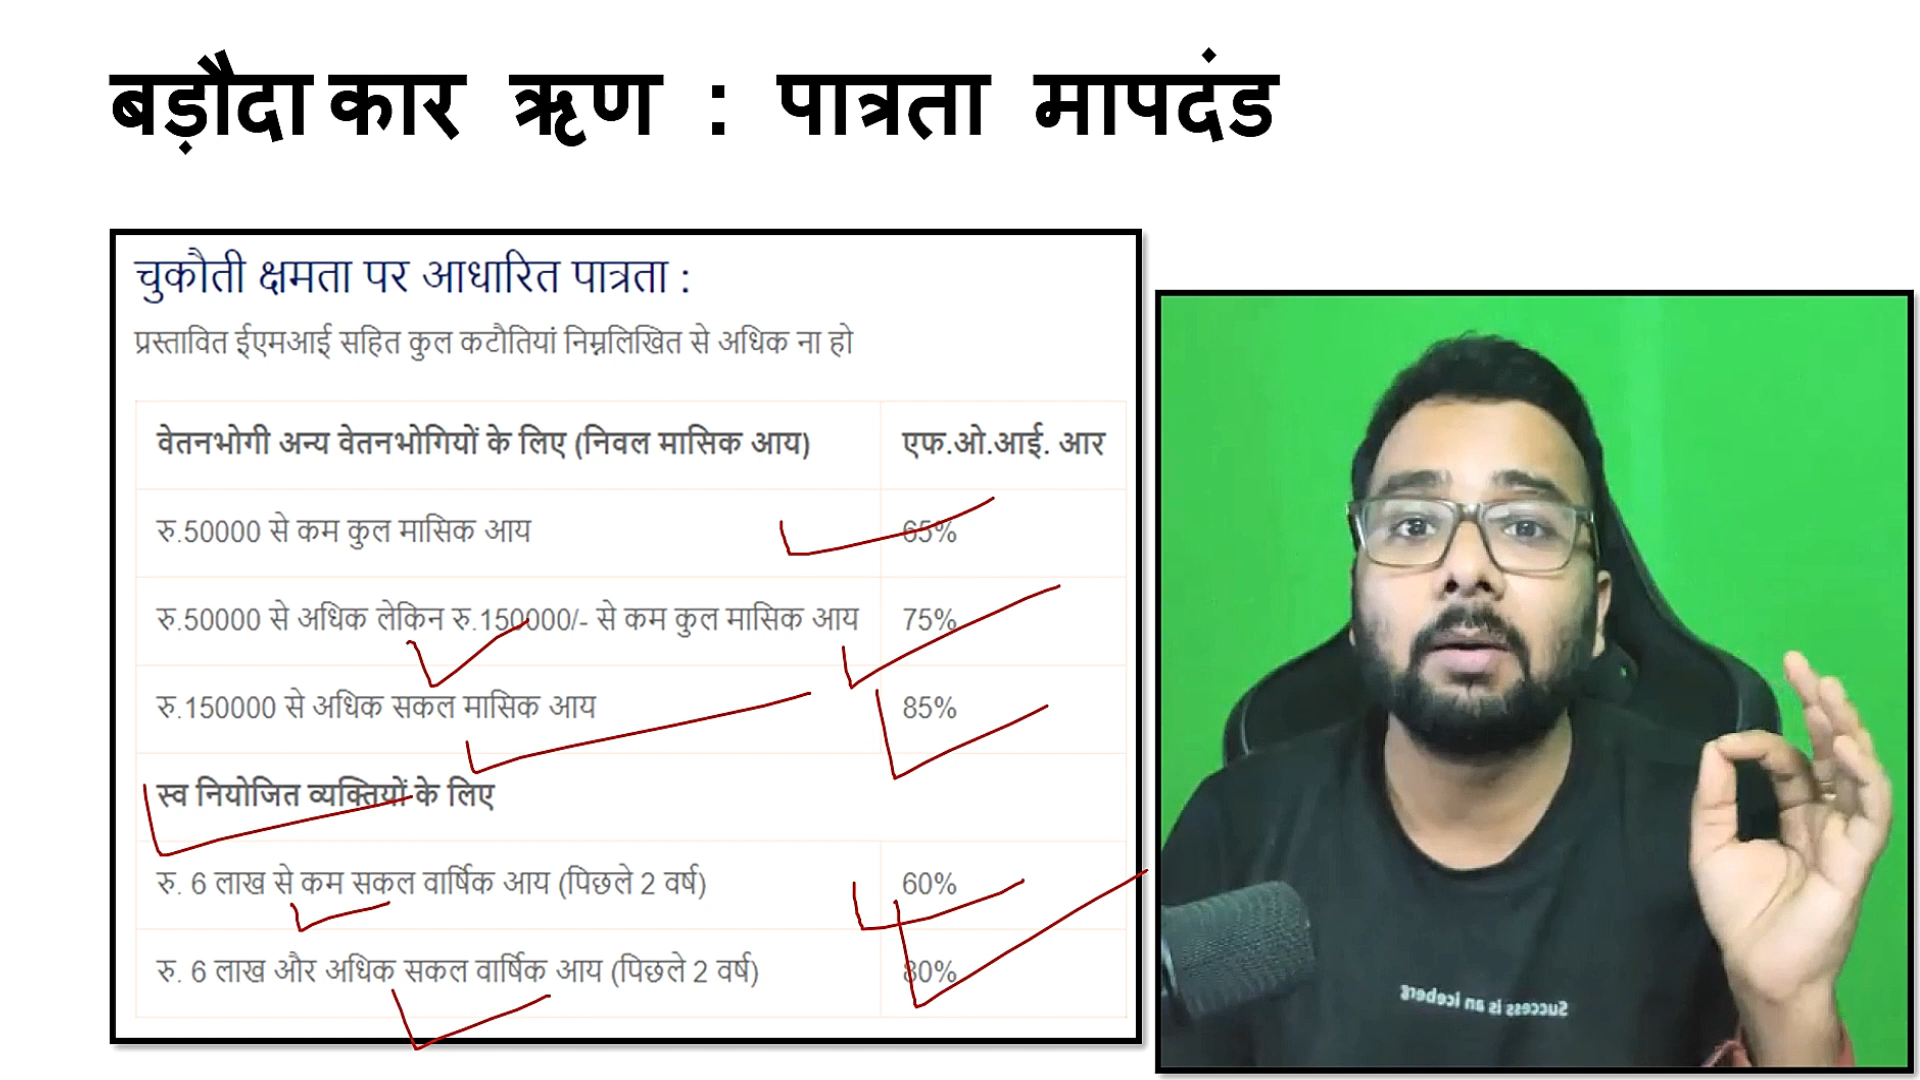 बड़ौदा कार ऋण : पात्रता मापदंड
चुकौती क्षमता पर आधारित पात्रता :
प्रस्तावित ईएमआई सहित कुल कटौतियां निम्नलिखित से अधिक ना हो
वेतनभोगी अन्य वेतनभोगियों के लिए (निवल मासिक आय) एफ.ओ.आई. आर
रु.50000 से कम कुल मासिक आय 65%
रु.50000 से अधिक लेकिन रु.150000/- से कम कुल मासिक आय 75%
रु.150000 से अधिक सकल मासिक आय 85%
स्व नियोजित व्यक्तियों के लिए
रु. 6 लाख से कम सकल वार्षिक आय (पिछले 2 वर्ष) 60%
रु. 6 लाख और अधिक सकल वार्षिक आय (पिछले 2 वर्ष) 80%
Success is an iceberg